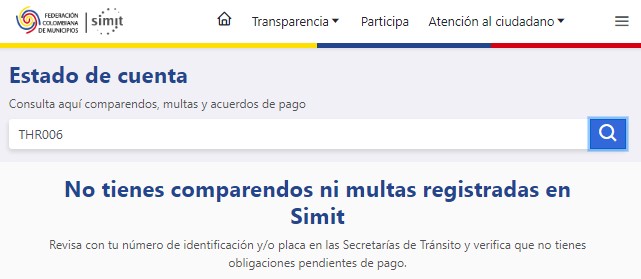 FEDERACIÓN
COLOMBIANA
DE MUNICIPIOS
simit
Transparencia
Participa
Atención al ciudadano
Estado de cuenta
Consulta aquí comparendos, multas y acuerdos de pago
THR006
No tienes comparendos ni multas registradas en
Simit
Revisa con tu número de identificación y/o placa en las Secretarías de Tránsito y verifica que no tienes
obligaciones pendientes de pago.